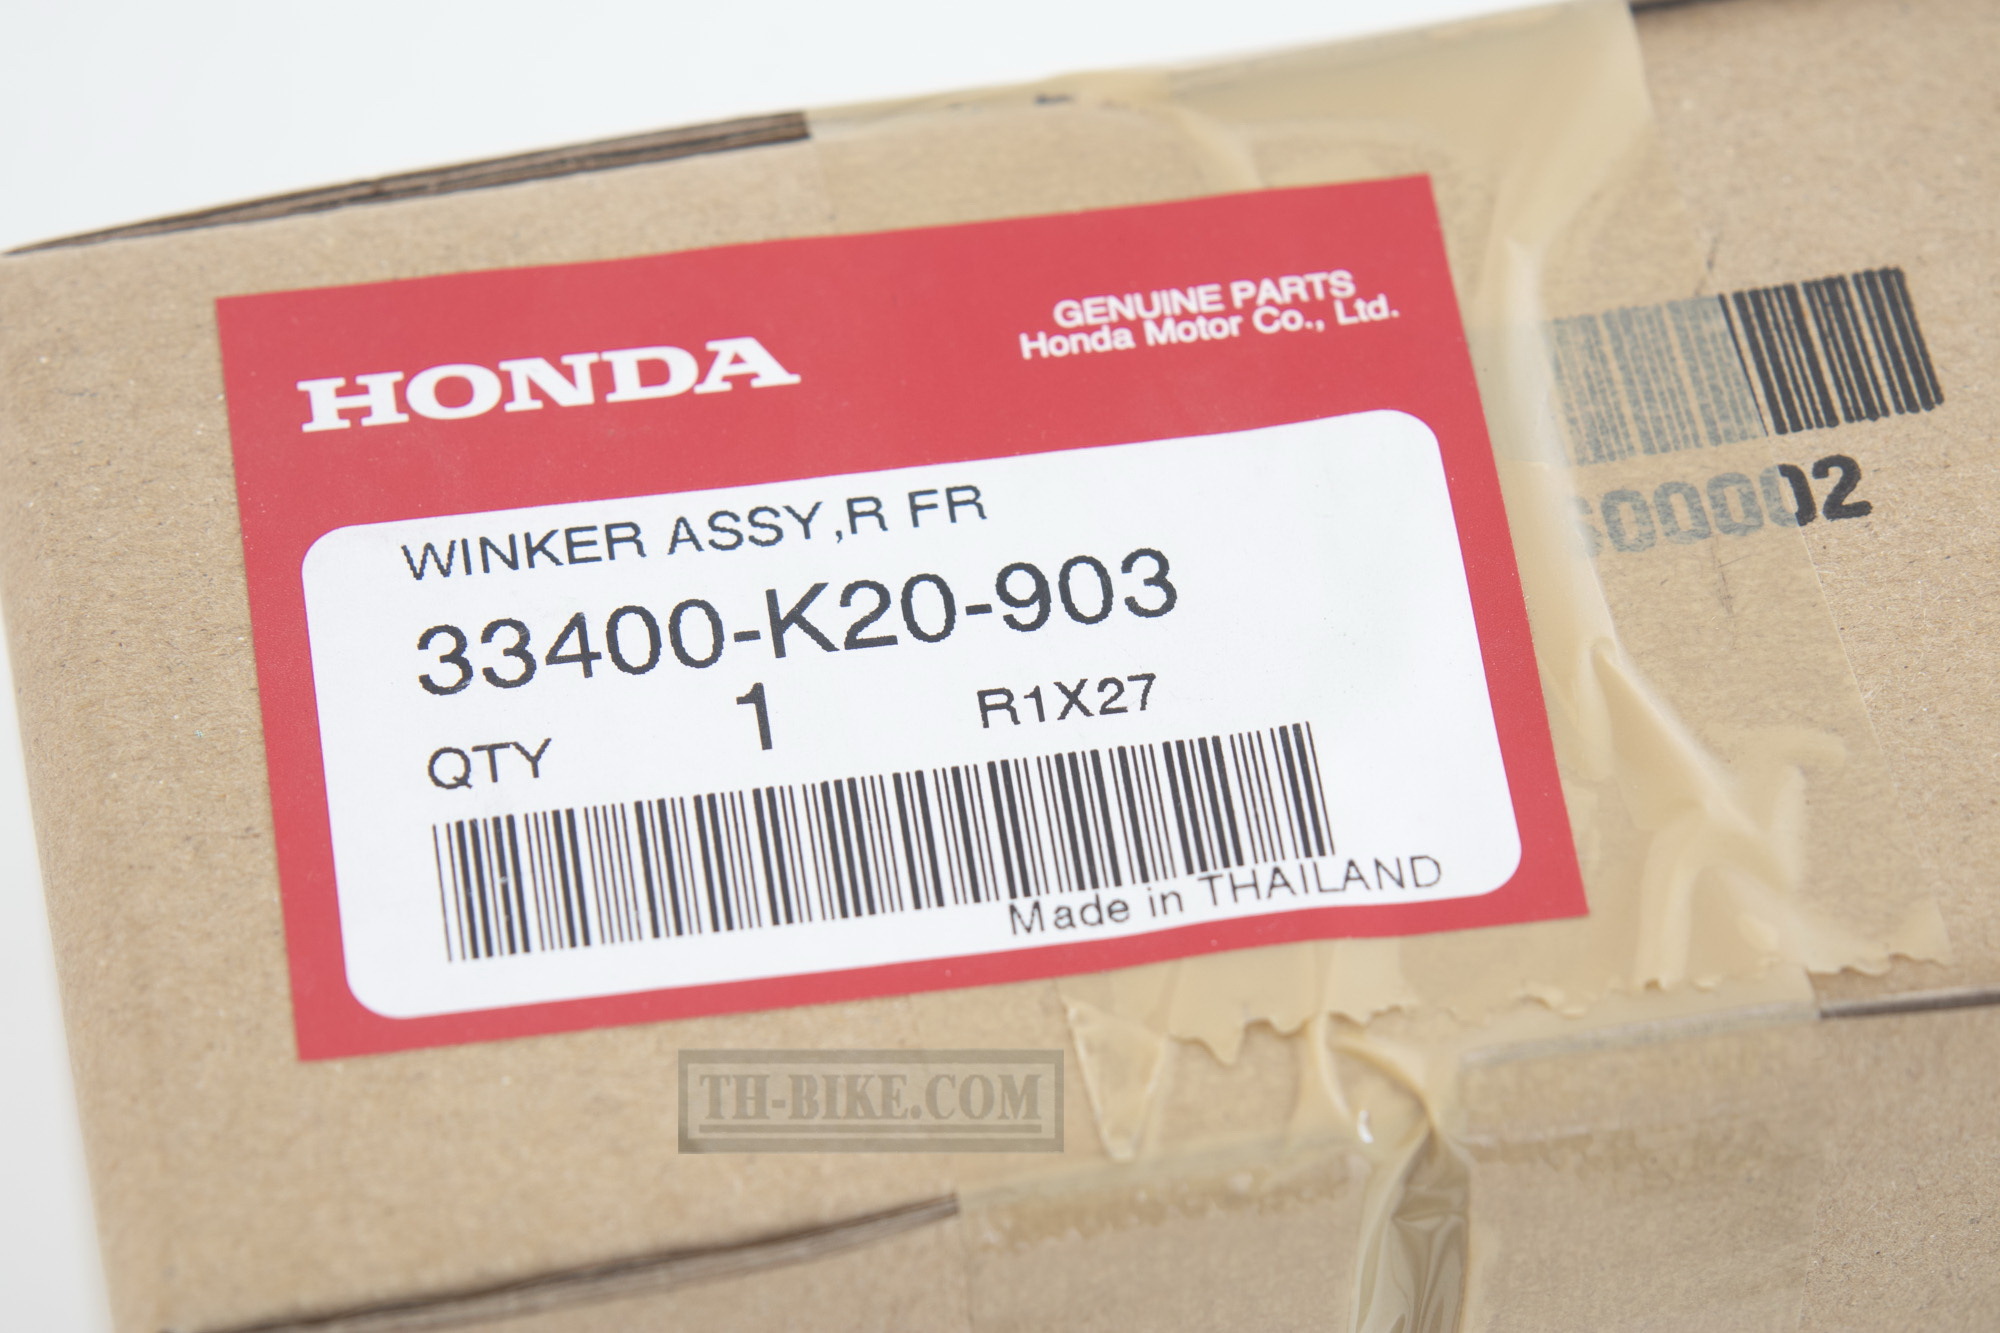 HONDA
GENUINE PARTS
Honda Motor Co., Ltd.
WINKER ASSY,R FR
33400-K20-903
QTY 1 R1X27
Made in THAILAND
00002
TH-BIKE.COM